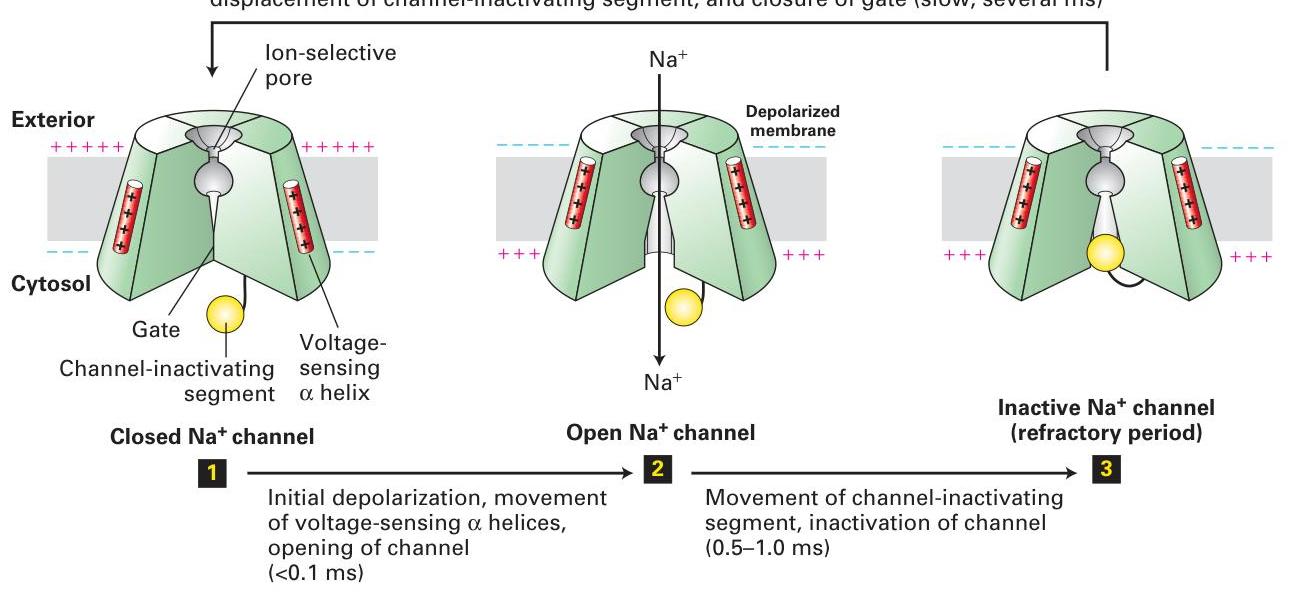 displacement of channel-inactivating segment, and closure of gate (slow, several ms)
Ion-selective
pore
Na⁺
Exterior
Depolarized
membrane
+++++
+++++
– – – – –
– – – – –
– – – – –
– – – – –
++++
++++
++++
++++
++++
++++
– – –
– – –
+++
+++
+++
+++
Cytosol
Gate
Voltage-
sensing
α helix
Channel-inactivating
segment
Na⁺
Closed Na⁺ channel
Open Na⁺ channel
Inactive Na⁺ channel
(refractory period)
1
2
3
Initial depolarization, movement
of voltage-sensing α helices,
opening of channel
(<0.1 ms)
Movement of channel-inactivating
segment, inactivation of channel
(0.5–1.0 ms)